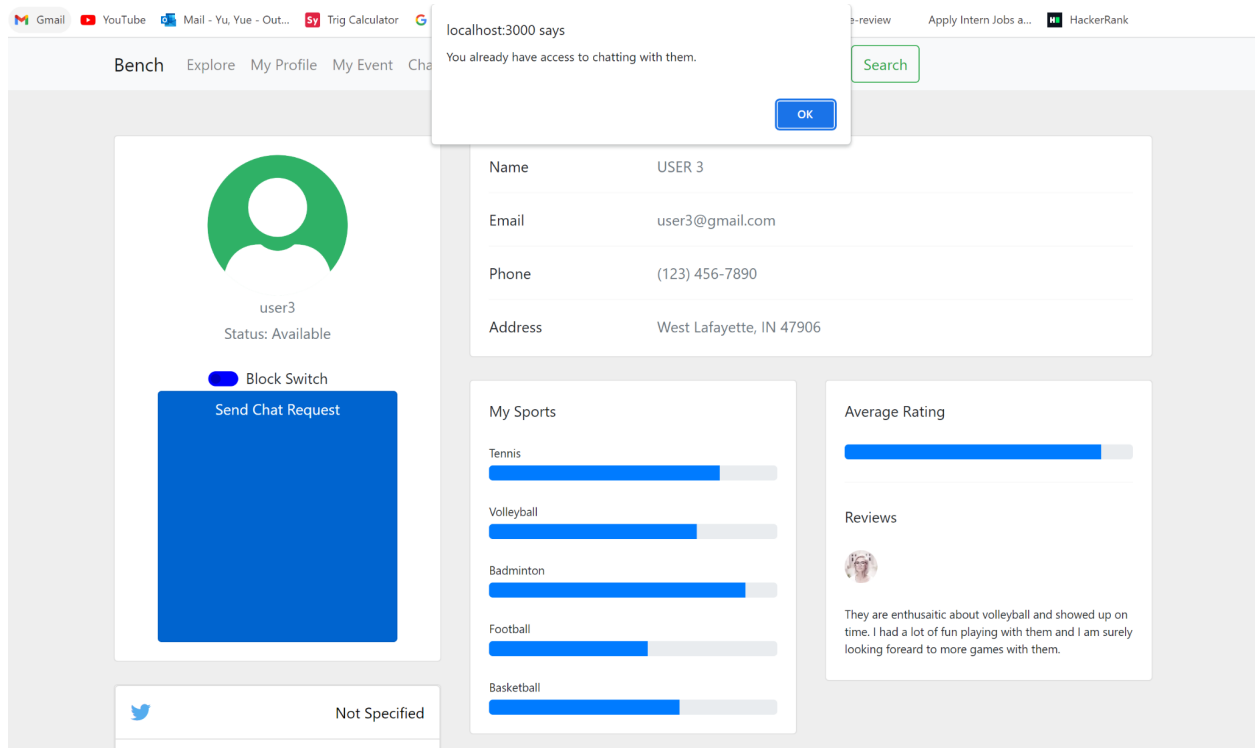 Gmail YouTube Mail - Yu, Yue - Out... Sy Trig Calculator G e-review Apply Intern Jobs a... HackerRank
localhost:3000 says
You already have access to chatting with them.
OK
Bench Explore My Profile My Event Cha Search
Name USER 3
Email user3@gmail.com
Phone (123) 456-7890
Address West Lafayette, IN 47906
user3
Status: Available
Block Switch
Send Chat Request
My Sports
Tennis
Volleyball
Badminton
Football
Basketball
Average Rating
Reviews
They are enthusaitic about volleyball and showed up on
time. I had a lot of fun playing with them and I am surely
looking foreard to more games with them.
Not Specified